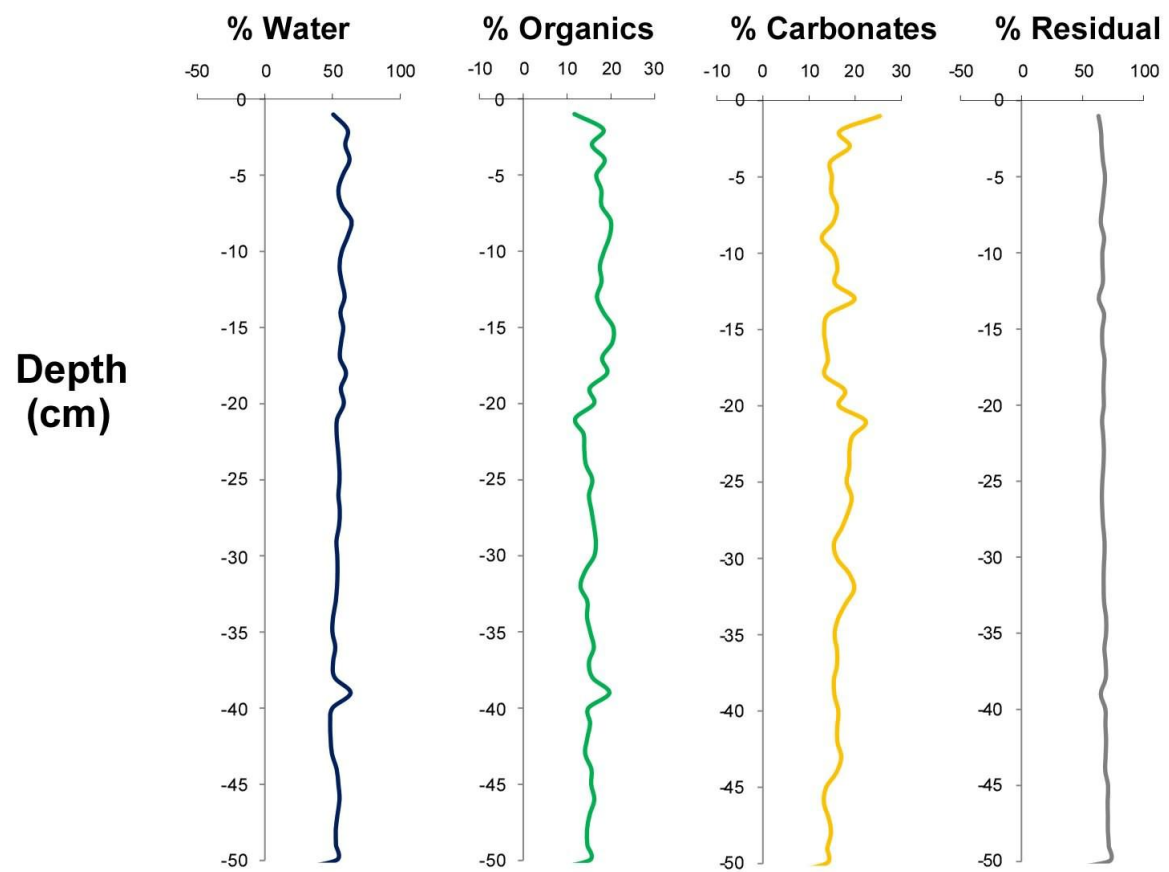 % Water
% Organics
% Carbonates
% Residual
-50 0 50 100
-10 0 10 20 30
-10 0 10 20 30
-50 0 50 100
0 0 0 0
-5 -5 -5 -5
-10 -10 -10 -10
-15 -15 -15 -15
Depth
(cm)
-20 -20 -20 -20
-25 -25 -25 -25
-30 -30 -30 -30
-35 -35 -35 -35
-40 -40 -40 -40
-45 -45 -45 -45
-50 -50 -50 -50